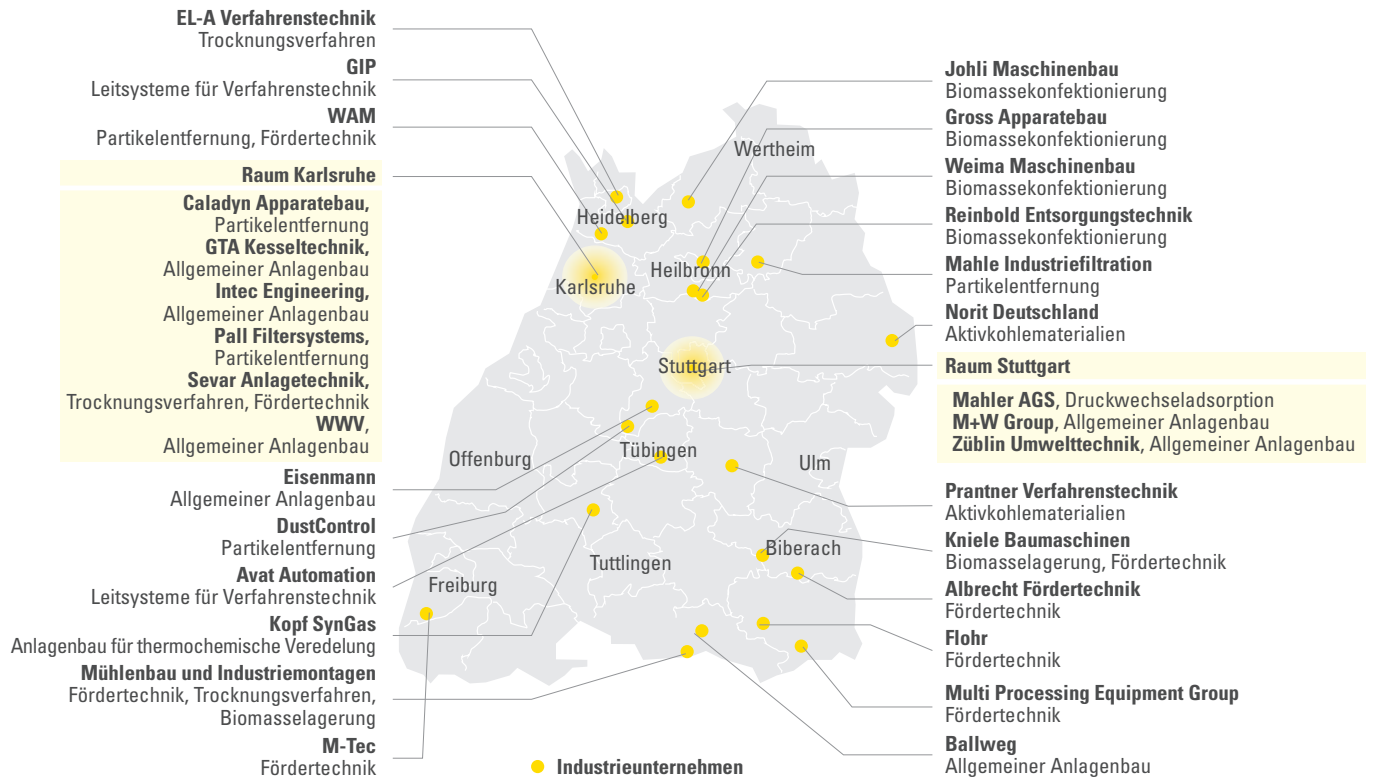 EL-A Verfahrenstechnik
Trocknungsverfahren
GIP
Leitsysteme für Verfahrenstechnik
WAM
Partikelentfernung, Fördertechnik
Raum Karlsruhe
Caladyn Apparatebau,
Partikelentfernung
GTA Kesseltechnik,
Allgemeiner Anlagenbau
Intec Engineering,
Allgemeiner Anlagenbau
Pall Filtersystems,
Partikelentfernung
Sevar Anlagetechnik,
Trocknungsverfahren, Fördertechnik
WWV,
Allgemeiner Anlagenbau
Eisenmann
Allgemeiner Anlagenbau
DustControl
Partikelentfernung
Avat Automation
Leitsysteme für Verfahrenstechnik
Kopf SynGas
Anlagenbau für thermochemische Veredelung
Mühlenbau und Industriemontagen
Fördertechnik, Trocknungsverfahren,
Biomasselagerung
M-Tec
Fördertechnik
Wertheim
Heidelberg
Heilbronn
Karlsruhe
Stuttgart
Tübingen
Offenburg
Ulm
Biberach
Tuttlingen
Freiburg
Industrieunternehmen
Johli Maschinenbau
Biomassekonfektionierung
Gross Apparatebau
Biomassekonfektionierung
Weima Maschinenbau
Biomassekonfektionierung
Reinbold Entsorgungstechnik
Biomassekonfektionierung
Mahle Industriefiltration
Partikelentfernung
Norit Deutschland
Aktivkohlematerialien
Raum Stuttgart
Mahler AGS, Druckwechseladsorption
M+W Group, Allgemeiner Anlagenbau
Züblin Umwelttechnik, Allgemeiner Anlagenbau
Prantner Verfahrenstechnik
Aktivkohlematerialien
Kniele Baumaschinen
Biomasselagerung, Fördertechnik
Albrecht Fördertechnik
Fördertechnik
Flohr
Fördertechnik
Multi Processing Equipment Group
Fördertechnik
Ballweg
Allgemeiner Anlagenbau